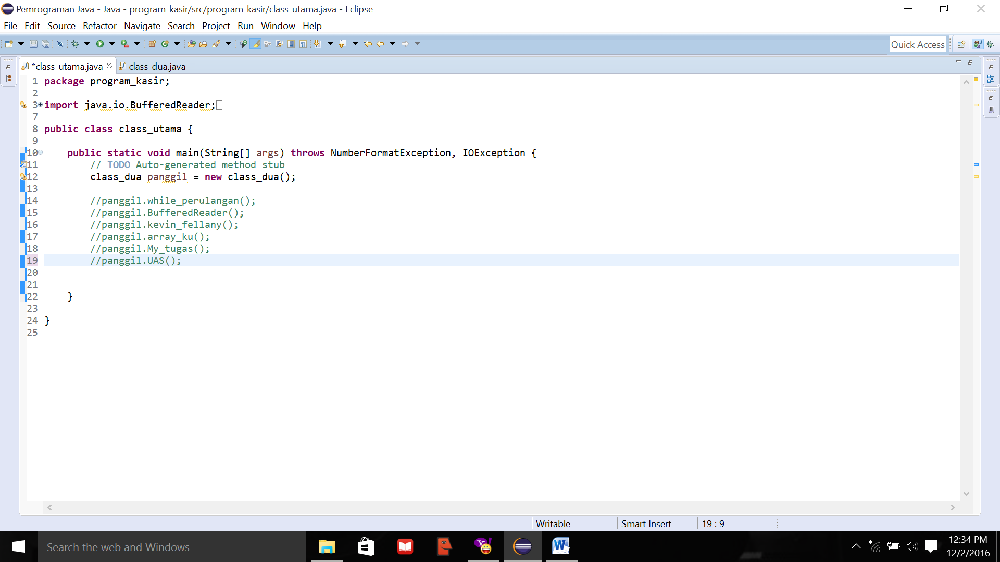 Pemrograman Java - Java - program_kasir/src/program_kasir/class_utama.java - Eclipse
File Edit Source Refactor Navigate Search Project Run Window Help
Quick Access
*class_utama.java class_dua.java
1 package program_kasir;
2
3 import java.io.BufferedReader;
7
8 public class class_utama {
9
10 public static void main(String[] args) throws NumberFormatException, IOException {
11 // TODO Auto-generated method stub
12 class_dua panggil = new class_dua();
13
14 //panggil.while_perulangan();
15 //panggil.BufferedReader();
16 //panggil.kevin_fellany();
17 //panggil.array_ku();
18 //panggil.My_tugas();
19 //panggil.UAS();
20
21
22 }
23
24 }
25
Writable Smart Insert 19 : 9
Search the web and Windows
12:34 PM
12/2/2016